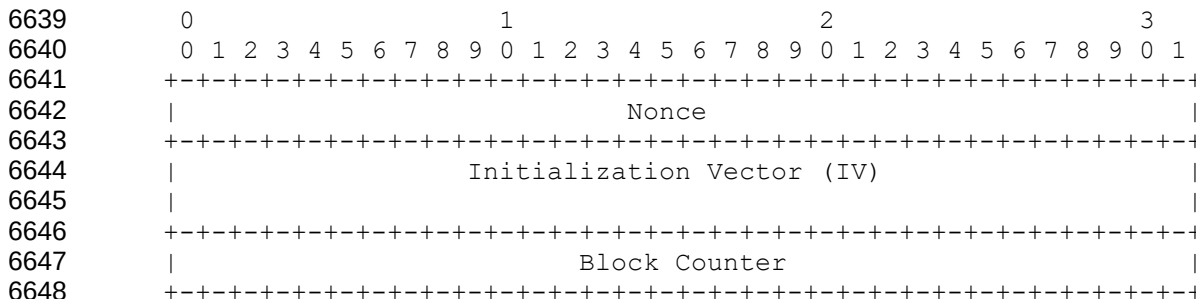 6639 0 1 2 3
6640 0 1 2 3 4 5 6 7 8 9 0 1 2 3 4 5 6 7 8 9 0 1 2 3 4 5 6 7 8 9 0 1
6641 +-+-+-+-+-+-+-+-+-+-+-+-+-+-+-+-+-+-+-+-+-+-+-+-+-+-+-+-+-+-+-+-+
6642 | Nonce |
6643 +-+-+-+-+-+-+-+-+-+-+-+-+-+-+-+-+-+-+-+-+-+-+-+-+-+-+-+-+-+-+-+-+
6644 | Initialization Vector (IV) |
6645 | |
6646 +-+-+-+-+-+-+-+-+-+-+-+-+-+-+-+-+-+-+-+-+-+-+-+-+-+-+-+-+-+-+-+-+
6647 | Block Counter |
6648 +-+-+-+-+-+-+-+-+-+-+-+-+-+-+-+-+-+-+-+-+-+-+-+-+-+-+-+-+-+-+-+-+